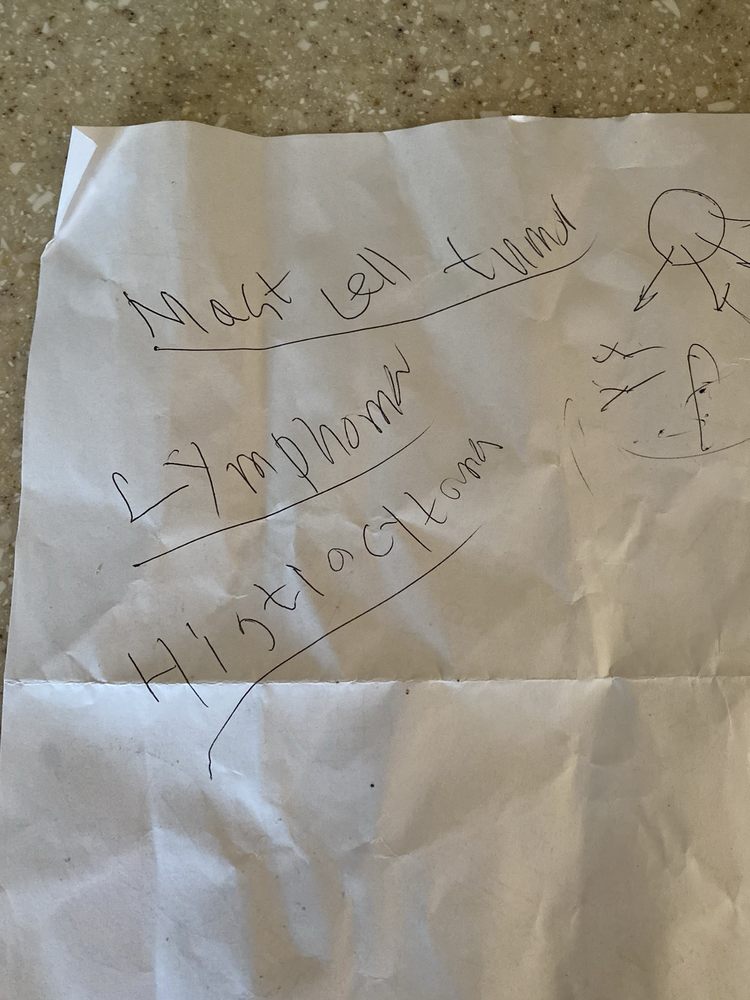 Mast cell tumor
Lymphoma
Histiocytoma